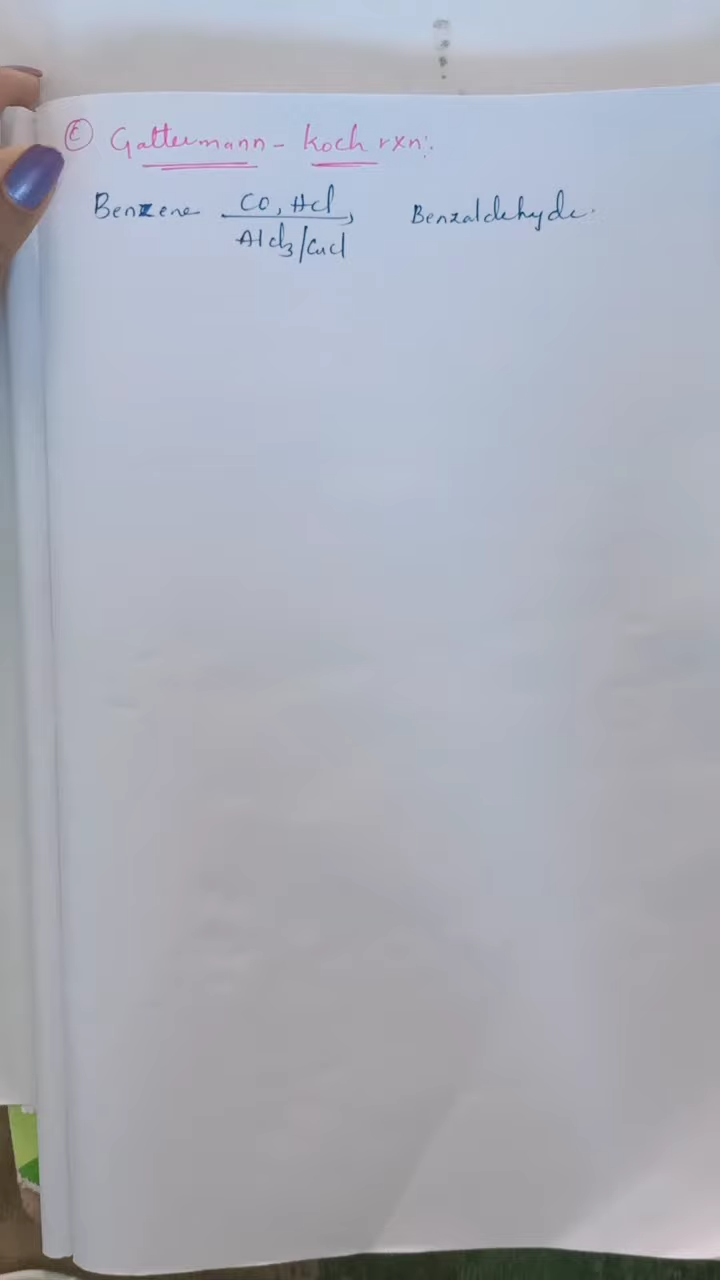 E Gattermann - Koch rxn:
Benzene CO, HCl Benzaldehyde.
AlCl3/CuCl